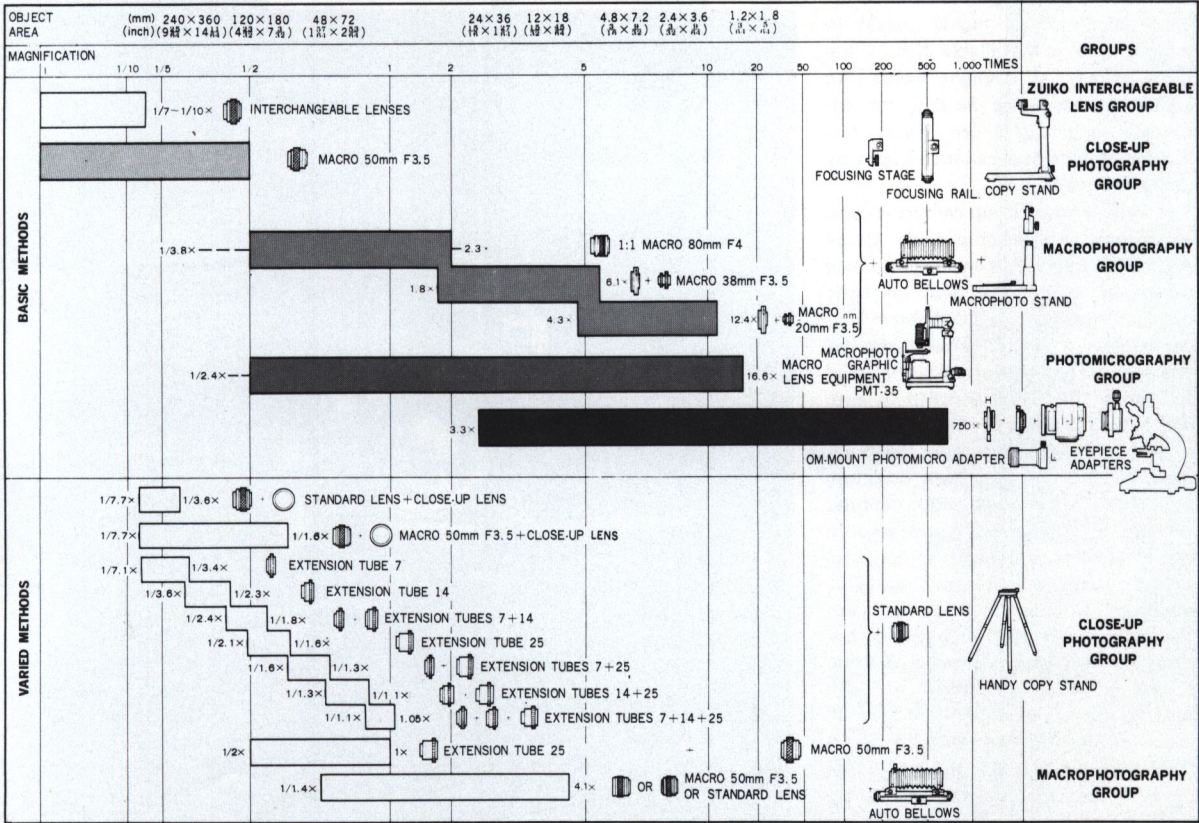 OBJECT AREA
(mm) 240×360 120×180 48×72 24×36 12×18 4.8×7.2 2.4×3.6 1.2×1.8
(inch)
MAGNIFICATION
1 1/10 1/5 1/2 1 2 5 10 20 50 100 200 500 1.000 TIMES
GROUPS
BASIC METHODS
1/7~1/10× INTERCHANGEABLE LENSES
ZUIKO INTERCHAGEABLE
LENS GROUP
MACRO 50mm F3.5
FOCUSING STAGE
FOCUSING RAIL.
COPY STAND
CLOSE-UP
PHOTOGRAPHY
GROUP
1/3.8× 2.3 1:1 MACRO 80mm F4
1.8× 6.1× + MACRO 38mm F3.5
4.3× 12.4× + MACRO mm
20mm F3.5
+ AUTO BELLOWS +
MACROPHOTO STAND
MACROPHOTOGRAPHY
GROUP
1/2.4× 16.6×
MACROPHOTO
MACRO GRAPHIC
LENS EQUIPMENT
PMT-35
PHOTOMICROGRAPHY
GROUP
3.3× 750×
OM-MOUNT PHOTOMICRO ADAPTER L
EYEPIECE
ADAPTERS
VARIED METHODS
1/7.7× 1/3.6× STANDARD LENS+CLOSE-UP LENS
1/7.7× 1/1.6× MACRO 50mm F3.5+CLOSE-UP LENS
1/7.1× 1/3.4× EXTENSION TUBE 7
1/3.6× 1/2.3× EXTENSION TUBE 14
1/2.4× 1/1.8× EXTENSION TUBES 7+14
1/2.1× 1/1.6× EXTENSION TUBE 25
1/1.6× 1/1.3× EXTENSION TUBES 7+25
1/1.3× 1/1.1× EXTENSION TUBES 14+25
1/1.1× 1.05× EXTENSION TUBES 7+14+25
STANDARD LENS
HANDY COPY STAND
CLOSE-UP
PHOTOGRAPHY
GROUP
1/2× 1× EXTENSION TUBE 25 + MACRO 50mm F3.5
1/1.4× 4.1× OR MACRO 50mm F3.5
OR STANDARD LENS
+ AUTO BELLOWS
MACROPHOTOGRAPHY
GROUP